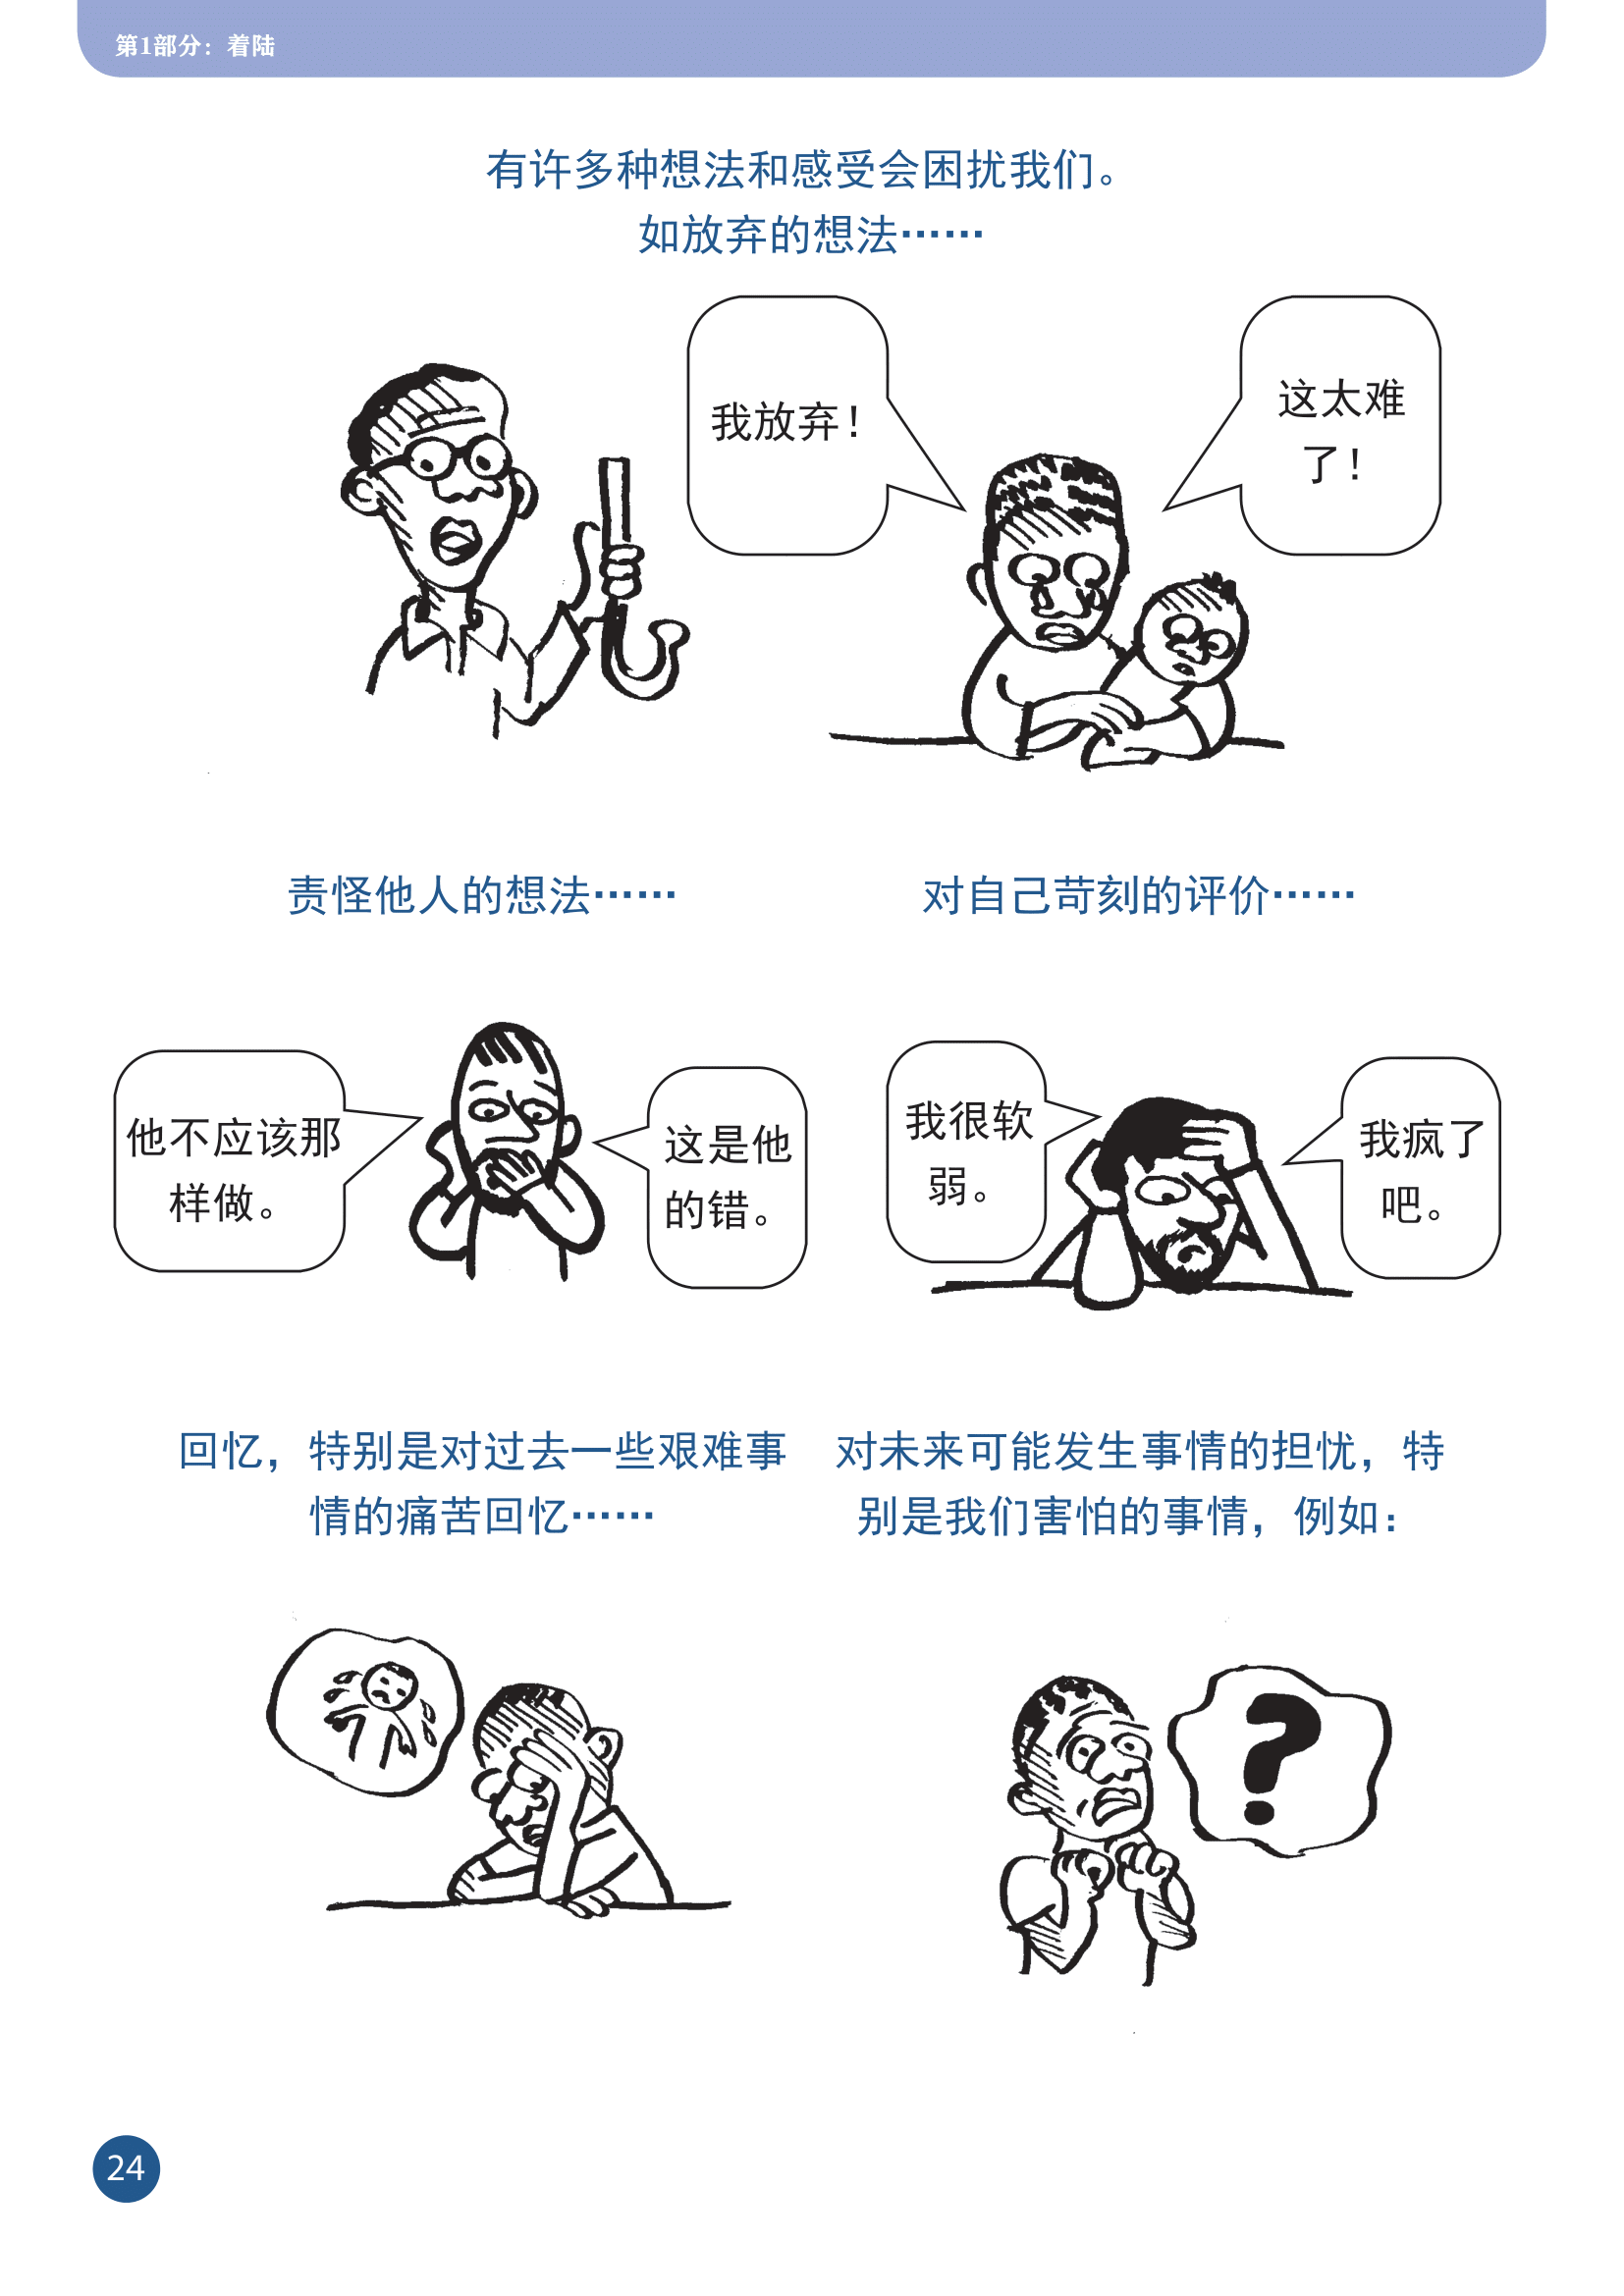 第1部分：着陆
有许多种想法和感受会困扰我们。
如放弃的想法……
我放弃！
这太难
了！
责怪他人的想法……
对自己苛刻的评价……
他不应该那
样做。
这是他
的错。
我很软
弱。
我疯了
吧。
回忆，特别是对过去一些艰难事
情的痛苦回忆……
对未来可能发生事情的担忧，特
别是我们害怕的事情，例如：
?
24